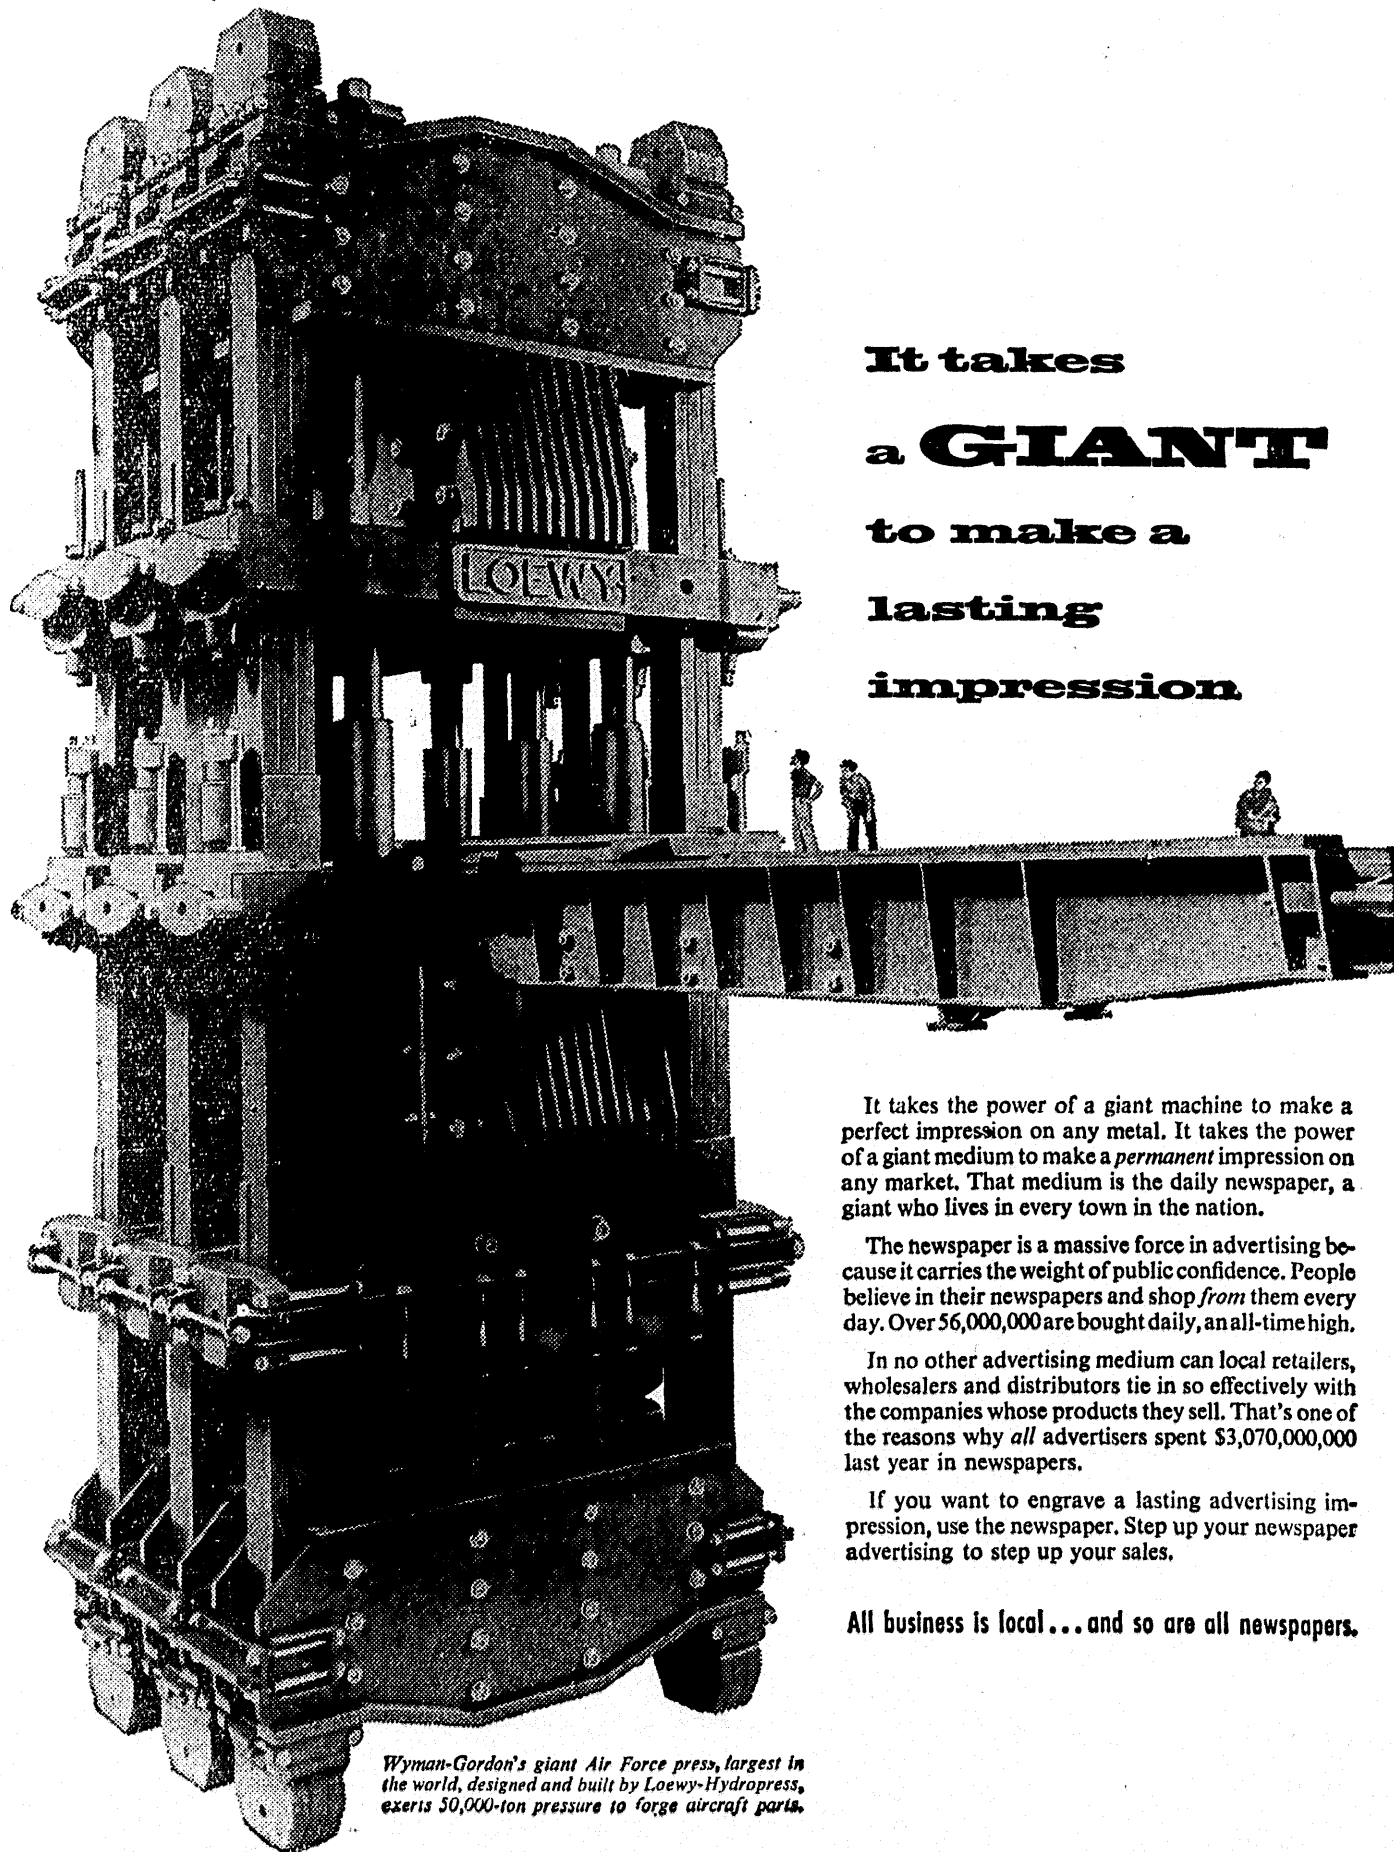 It takes
a GIANT
to make a
lasting
impression
LOEWY
It takes the power of a giant machine to make a
perfect impression on any metal. It takes the power
of a giant medium to make a permanent impression on
any market. That medium is the daily newspaper, a
giant who lives in every town in the nation.
The newspaper is a massive force in advertising be-
cause it carries the weight of public confidence. People
believe in their newspapers and shop from them every
day. Over 56,000,000 are bought daily, an all-time high.
In no other advertising medium can local retailers,
wholesalers and distributors tie in so effectively with
the companies whose products they sell. That's one of
the reasons why all advertisers spent $3,070,000,000
last year in newspapers.
If you want to engrave a lasting advertising im-
pression, use the newspaper. Step up your newspaper
advertising to step up your sales.
All business is local...and so are all newspapers.
Wyman-Gordon's giant Air Force press, largest in
the world, designed and built by Loewy-Hydropress,
exerts 50,000-ton pressure to forge aircraft parts.